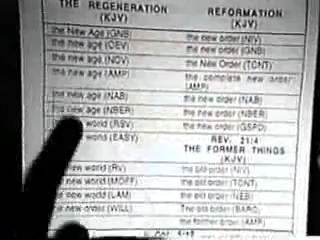 THE REGENERATION (KJV)
REFORMATION (KJV)
the New Age (GNB) the new order (NIV)
the new age (CEV) the new order (GNB)
the new age (NCV) the New Order (TCNT)
the new age (AMP) the complete new order (AMP)
the new age (NAB) the new order (NAB)
the new age (NBER) the new order (NBER)
world (RSV) the new order (GSPD)
world (EASY) REV. 21/4
THE FORMER THINGS (KJV)
new world (RV) the old order (NIV)
new world (MOFF) the old order (TCNT)
new world (LAM) the old order (NEB)
new order (WILL) The old order (BARC)
the former order (AMP)